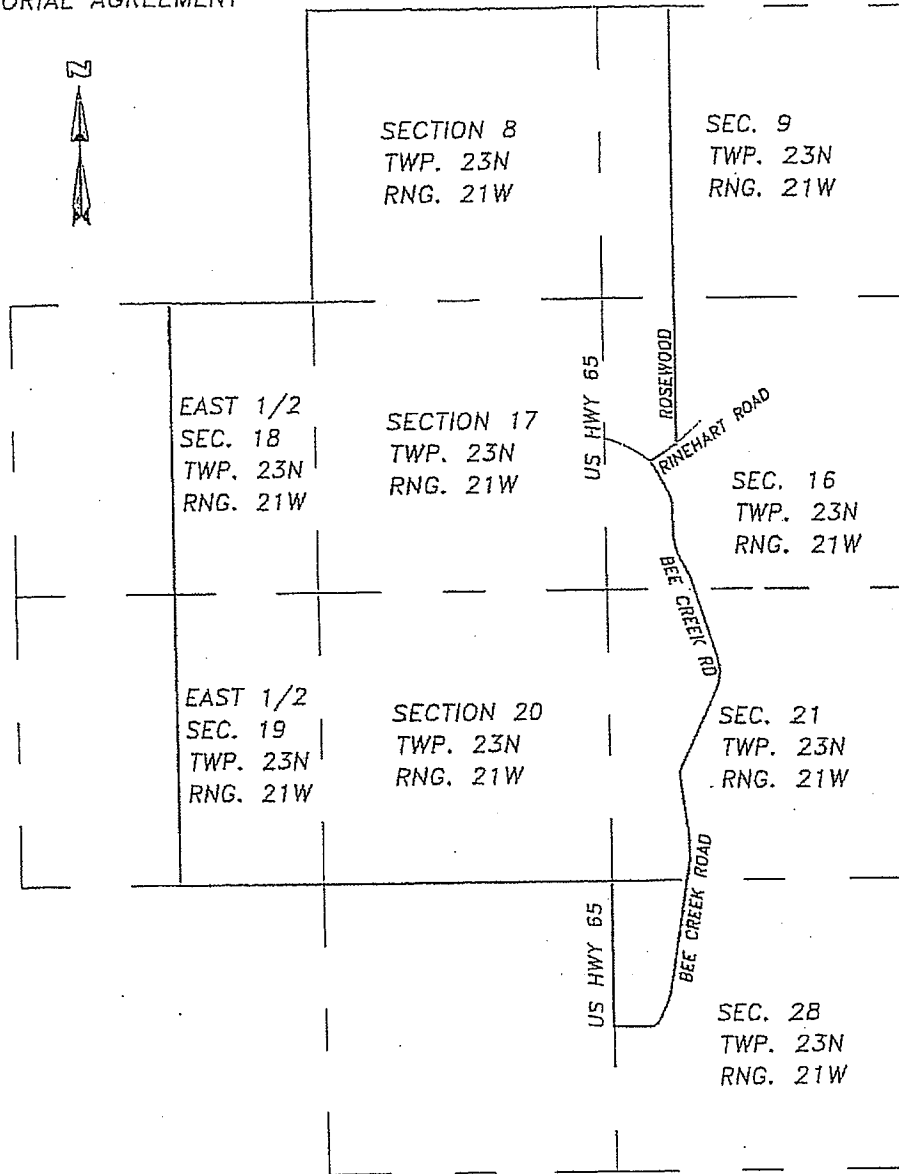 AGREEMENT
N
SECTION 8
TWP. 23N
RNG. 21W
SEC. 9
TWP. 23N
RNG. 21W
EAST 1/2
SEC. 18
TWP. 23N
RNG. 21W
SECTION 17
TWP. 23N
RNG. 21W
US HWY 65
ROSEWOOD
RINEHART ROAD
SEC. 16
TWP. 23N
RNG. 21W
BEE CREEK RD
EAST 1/2
SEC. 19
TWP. 23N
RNG. 21W
SECTION 20
TWP. 23N
RNG. 21W
SEC. 21
TWP. 23N
RNG. 21W
US HWY 65
BEE CREEK ROAD
SEC. 28
TWP. 23N
RNG. 21W